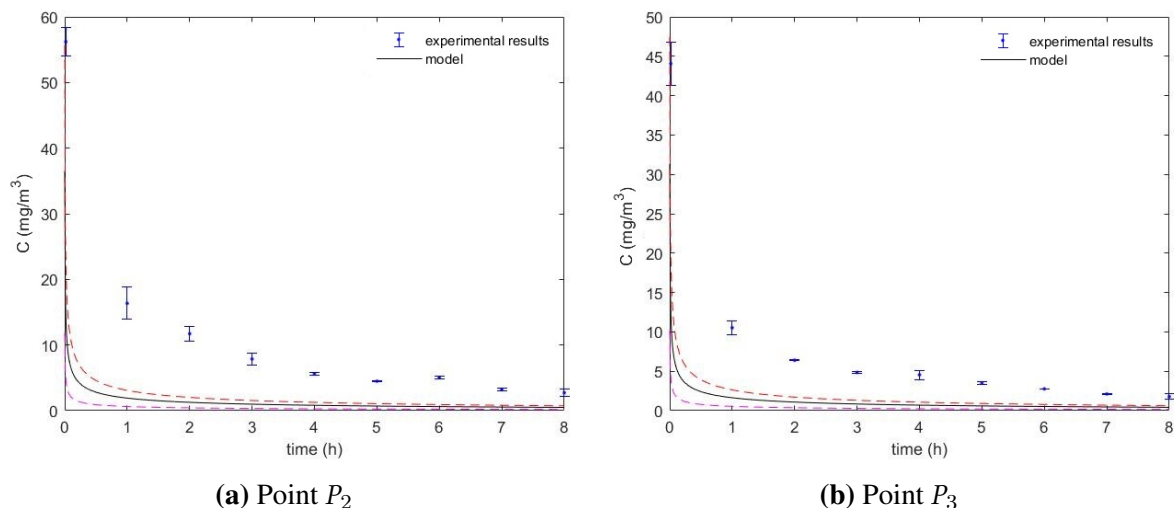 60
50
40
30
20
10
0
C (mg/m³)
0 1 2 3 4 5 6 7 8
time (h)
experimental results
model
(a) Point P₂
50
45
40
35
30
25
20
15
10
5
0
C (mg/m³)
0 1 2 3 4 5 6 7 8
time (h)
experimental results
model
(b) Point P₃